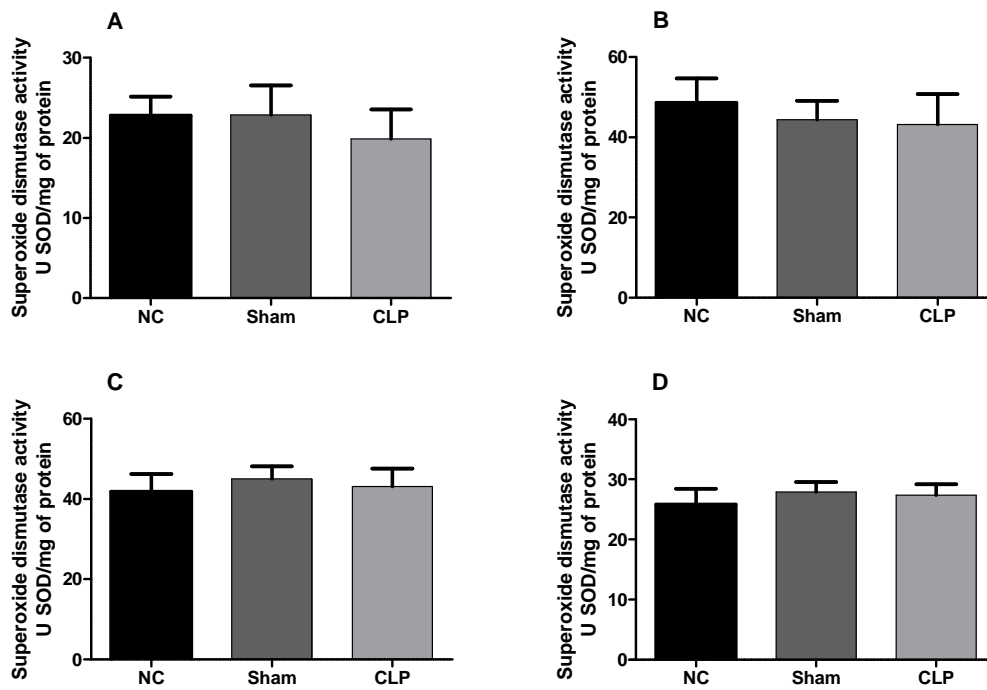 A
Superoxide dismutase activity
U SOD/mg of protein
30
20
10
0
NC Sham CLP
B
Superoxide dismutase activity
U SOD/mg of protein
60
40
20
0
NC Sham CLP
C
Superoxide dismutase activity
U SOD/mg of protein
60
40
20
0
NC Sham CLP
D
Superoxide dismutase activity
U SOD/mg of protein
40
30
20
10
0
NC Sham CLP